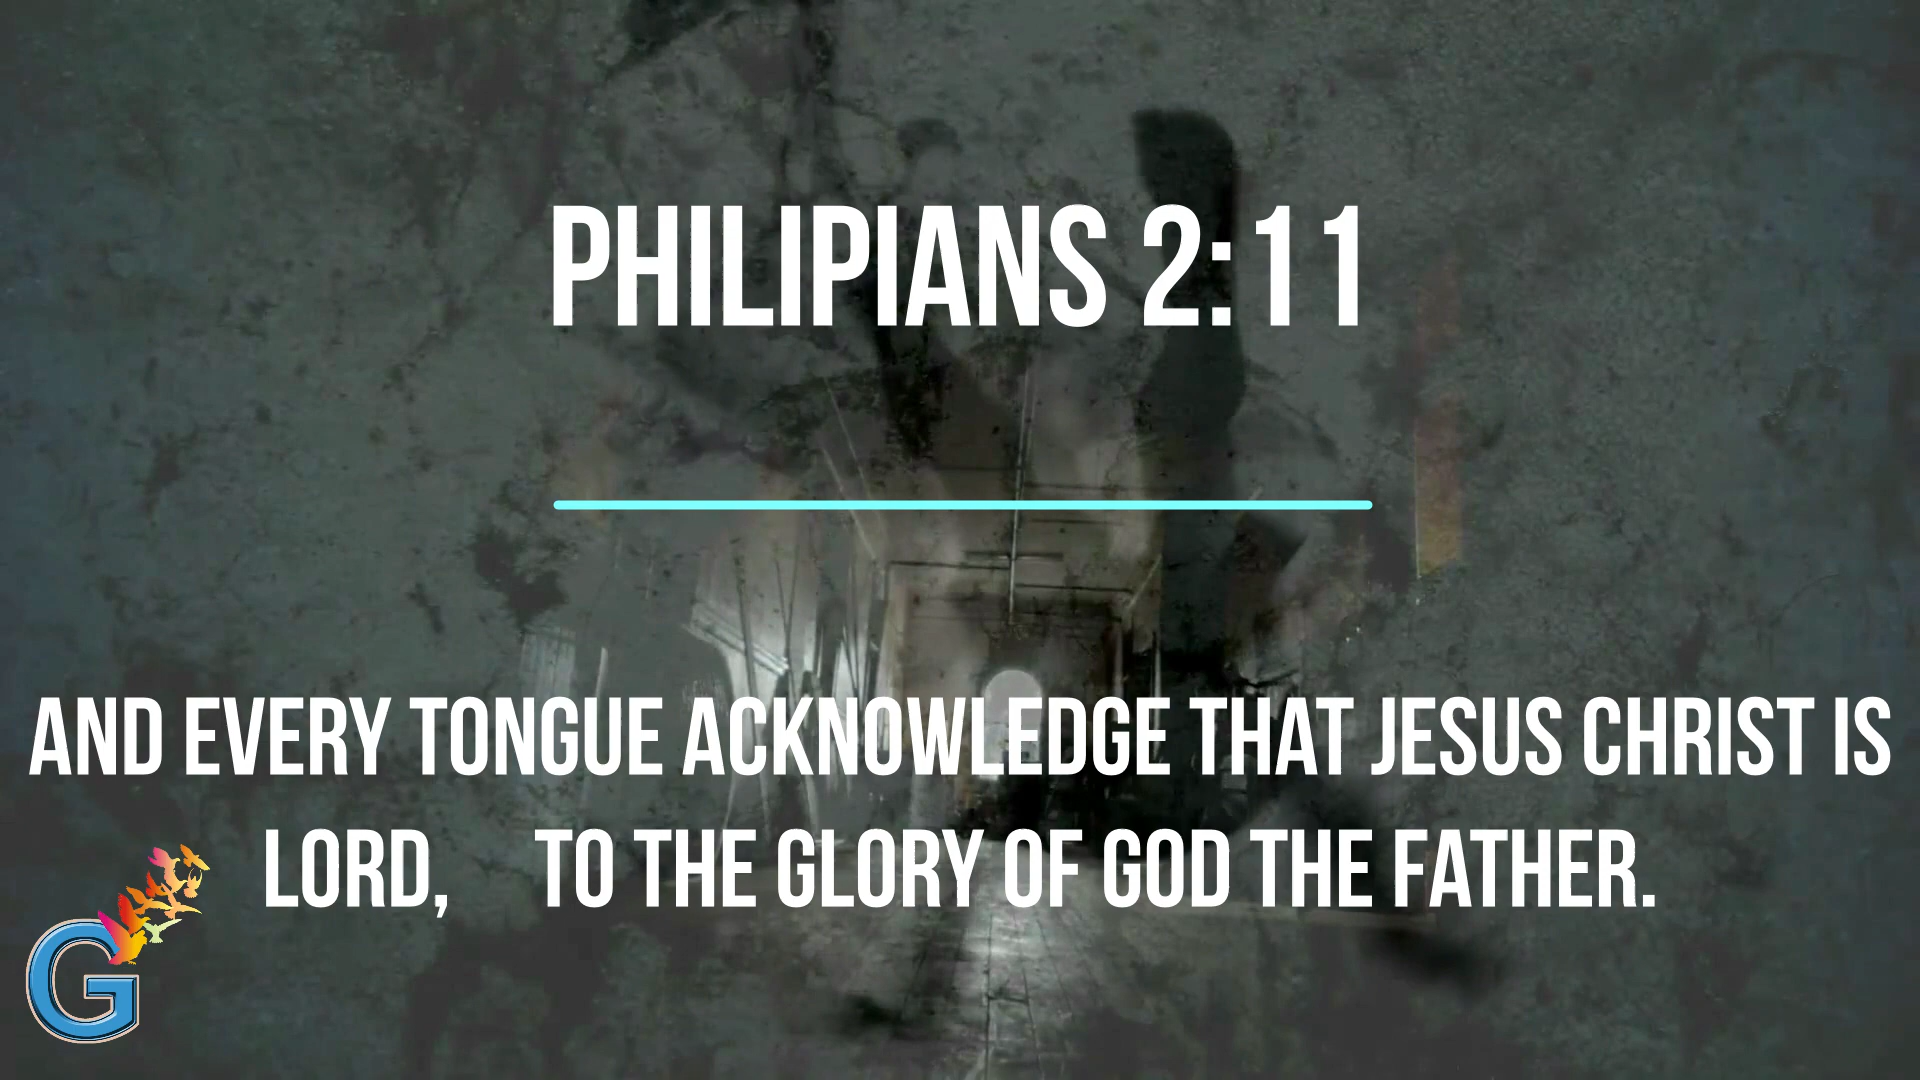 PHILIPIANS 2:11
AND EVERY TONGUE ACKNOWLEDGE THAT JESUS CHRIST IS
LORD, TO THE GLORY OF GOD THE FATHER.
G